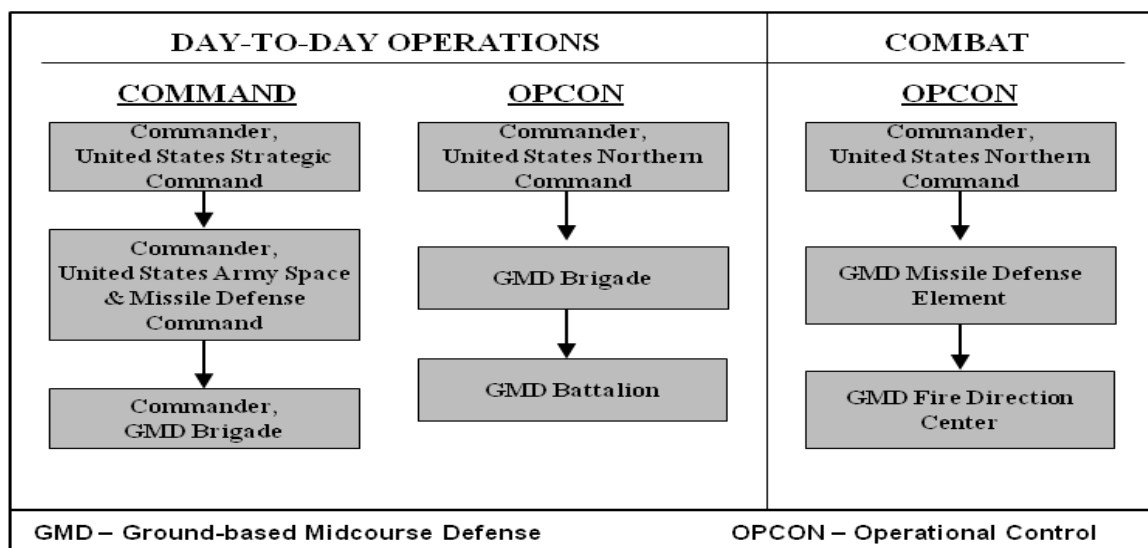 DAY-TO-DAY OPERATIONS
COMMAND
Commander,
United States Strategic
Command
Commander,
United States Army Space
& Missile Defense
Command
Commander,
GMD Brigade
OPCON
Commander,
United States Northern
Command
GMD Brigade
GMD Battalion
COMBAT
OPCON
Commander,
United States Northern
Command
GMD Missile Defense
Element
GMD Fire Direction
Center
GMD – Ground-based Midcourse Defense
OPCON – Operational Control